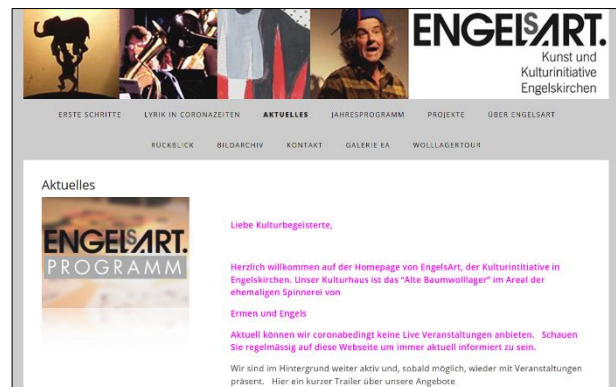 ENGELSART.
Kunst und
Kulturinitiative
Engelskirchen
ERSTE SCHRITTE LYRIK IN CORONAZEITEN AKTUELLES JAHRESPROGRAMM PROJEKTE ÜBER ENGELSART
RÜCKBLICK BILDARCHIV KONTAKT GALERIE EA WOLLLAGERTOUR
Aktuelles
ENGELSART.
PROGRAMM
Liebe Kulturbegeisterte,
Herzlich willkommen auf der Homepage von EngelsArt, der Kulturintitiative in
Engelskirchen. Unser Kulturhaus ist das "Alte Baumwolllager" im Areal der
ehemaligen Spinnerei von
Ermen und Engels
Aktuell können wir coronabedingt keine Live Veranstaltungen anbieten. Schauen
Sie regelmässig auf diese Webseite um immer aktuell informiert zu sein.
Wir sind im Hintergrund weiter aktiv und, sobald möglich, wieder mit Veranstaltungen
präsent. Hier ein kurzer Trailer über unsere Angebote